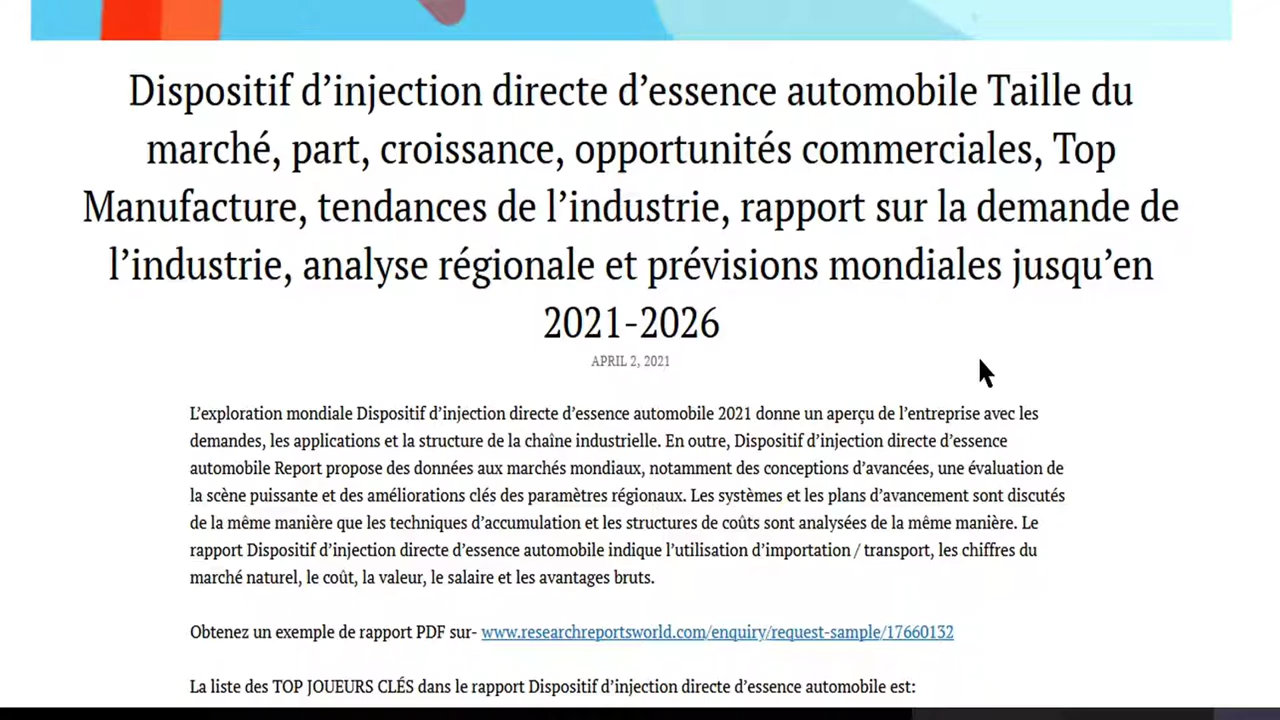 Dispositif d’injection directe d’essence automobile Taille du
marché, part, croissance, opportunités commerciales, Top
Manufacture, tendances de l’industrie, rapport sur la demande de
l’industrie, analyse régionale et prévisions mondiales jusqu’en
2021-2026
APRIL 2, 2021
L’exploration mondiale Dispositif d’injection directe d’essence automobile 2021 donne un aperçu de l’entreprise avec les
demandes, les applications et la structure de la chaîne industrielle. En outre, Dispositif d’injection directe d’essence
automobile Report propose des données aux marchés mondiaux, notamment des conceptions d’avancées, une évaluation de
la scène puissante et des améliorations clés des paramètres régionaux. Les systèmes et les plans d’avancement sont discutés
de la même manière que les techniques d’accumulation et les structures de coûts sont analysées de la même manière. Le
rapport Dispositif d’injection directe d’essence automobile indique l’utilisation d’importation / transport, les chiffres du
marché naturel, le coût, la valeur, le salaire et les avantages bruts.
Obtenez un exemple de rapport PDF sur- www.researchreportsworld.com/enquiry/request-sample/17660132
La liste des TOP JOUEURS CLÉS dans le rapport Dispositif d’injection directe d’essence automobile est: